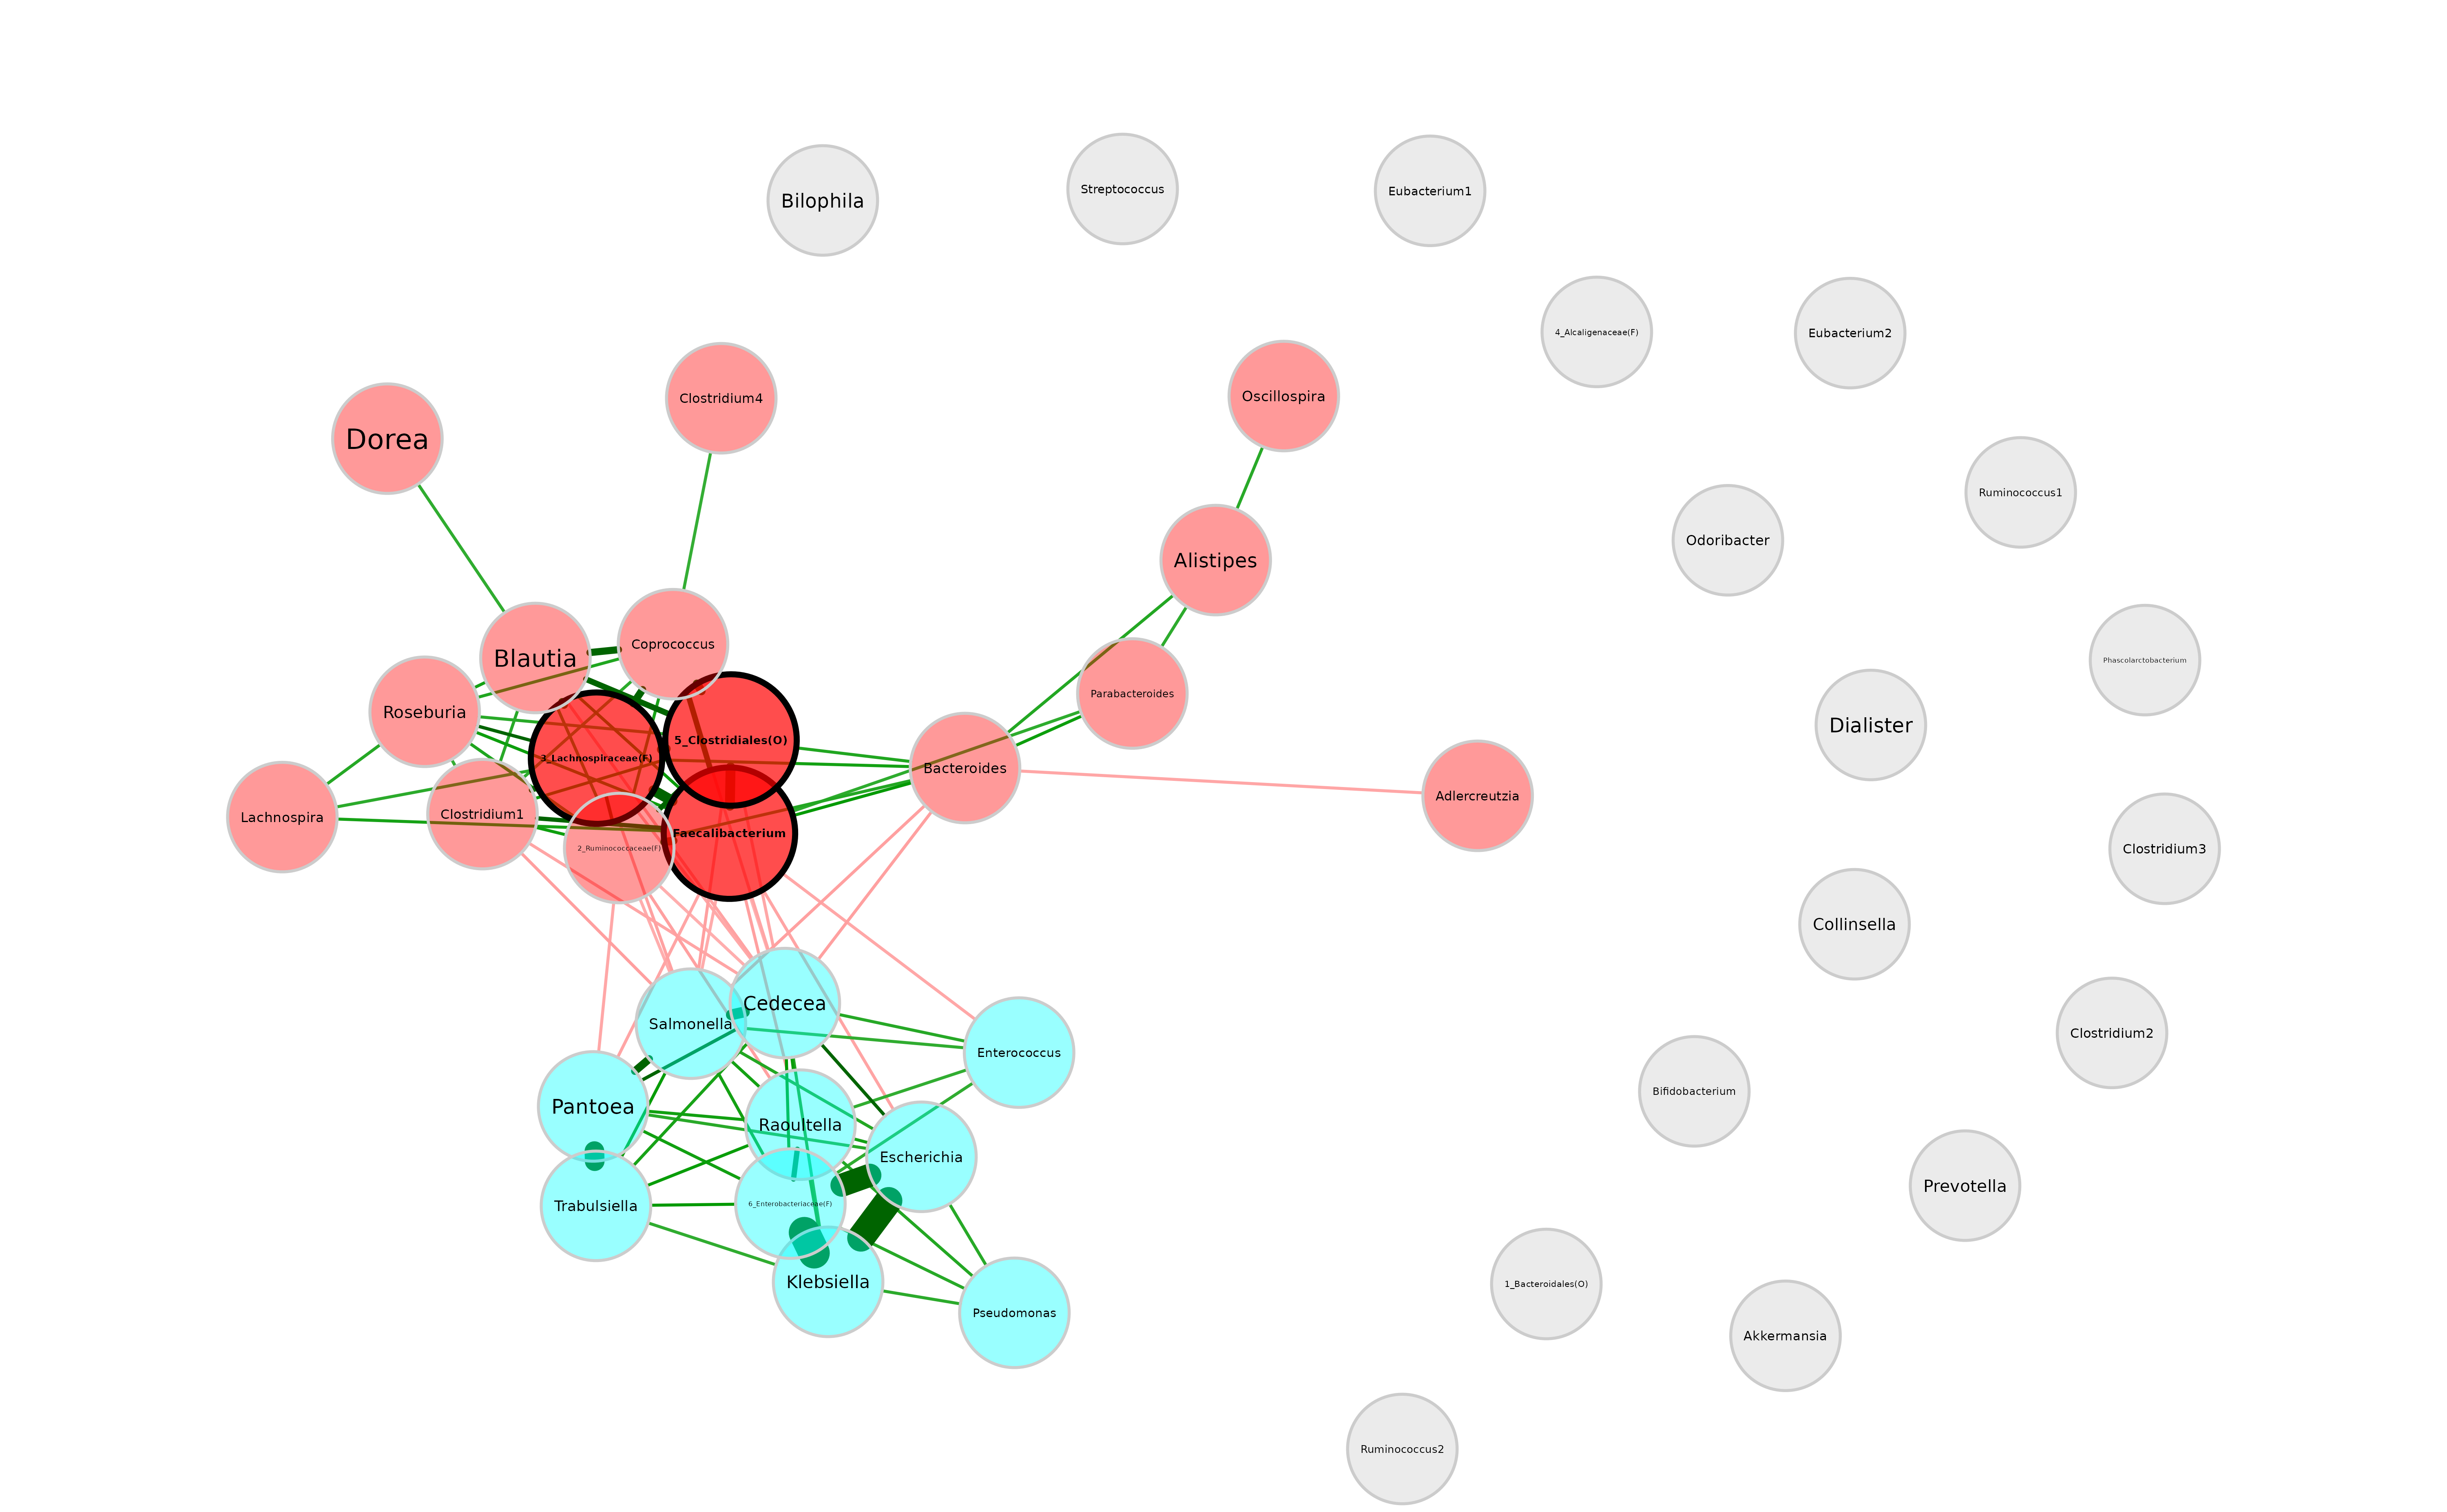 Streptococcus
Eubacterium1
Bilophila
4_Alcaligenaceae(F)
Eubacterium2
Oscillospira
Clostridium4
Dorea
Ruminococcus1
Odoribacter
Alistipes
Coprococcus
Blautia
Phascolarctobacterium
Parabacteroides
Roseburia
Dialister
5_Clostridiales(O)
3_Lachnospiraceae(F)
Bacteroides
Adlercreutzia
Clostridium1
Lachnospira
Faecalibacterium
2_Ruminococcaceae(F)
Clostridium3
Collinsella
Cedecea
Salmonella
Clostridium2
Enterococcus
Bifidobacterium
Pantoea
Raoultella
Escherichia
Prevotella
6_Enterobacteriaceae(F)
Trabulsiella
Klebsiella
1_Bacteroidales(O)
Pseudomonas
Akkermansia
Ruminococcus2